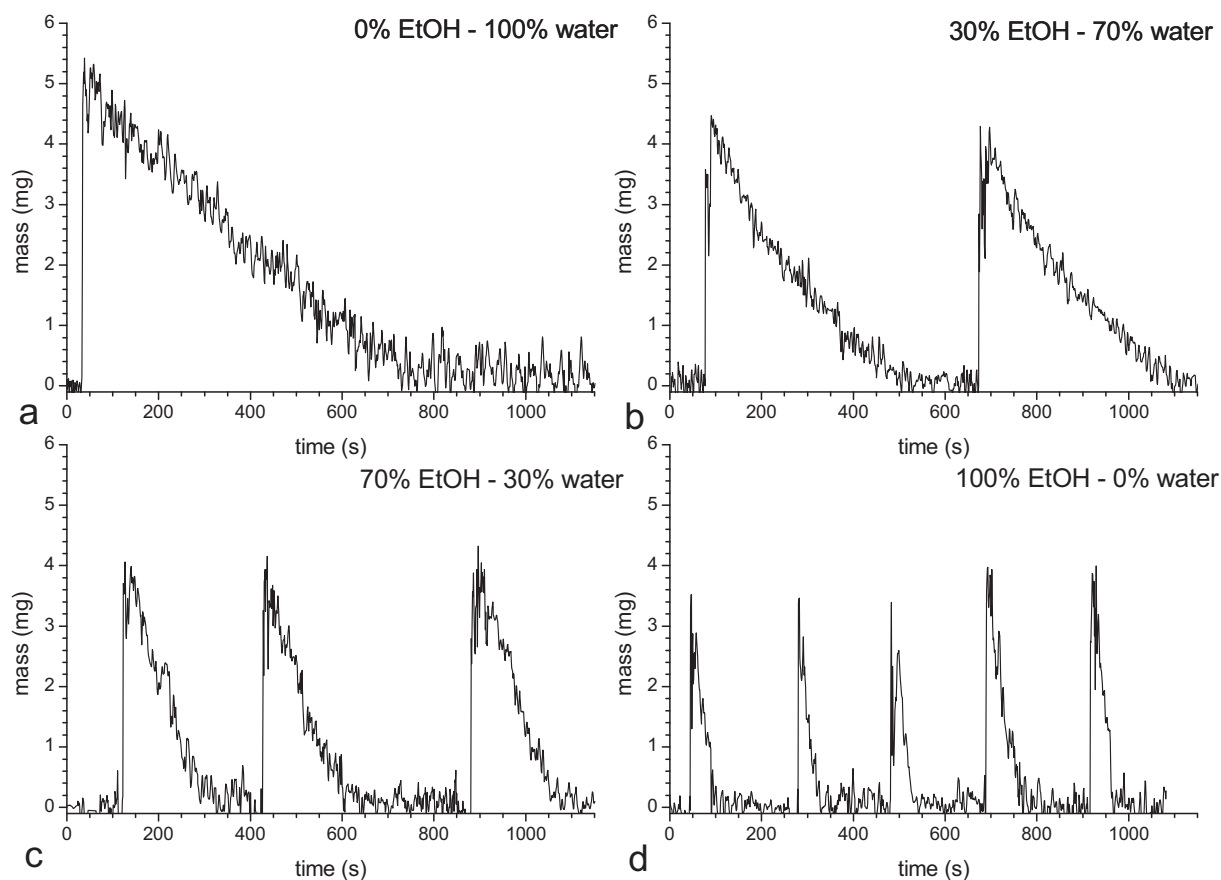 0% EtOH - 100% water
6
5
4
3
2
1
0
mass (mg)
0 200 400 600 800 1000
time (s)
a
30% EtOH - 70% water
6
5
4
3
2
1
0
mass (mg)
0 200 400 600 800 1000
time (s)
b
70% EtOH - 30% water
6
5
4
3
2
1
0
mass (mg)
0 200 400 600 800 1000
time (s)
c
100% EtOH - 0% water
6
5
4
3
2
1
0
mass (mg)
0 200 400 600 800 1000
time (s)
d